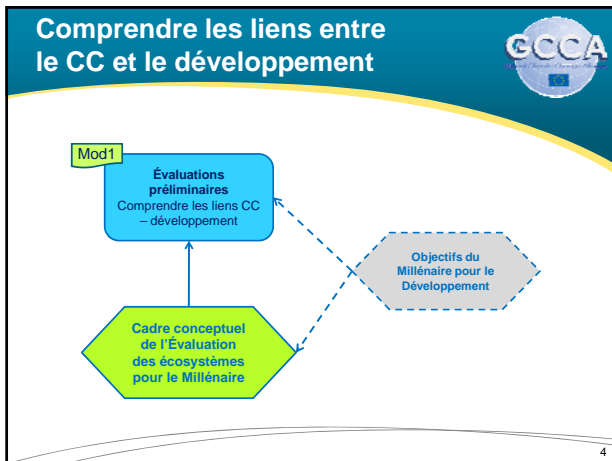 Comprendre les liens entre
le CC et le développement
GCCA
Mod1
Évaluations
préliminaires
Comprendre les liens CC
– développement
Objectifs du
Millénaire pour le
Développement
Cadre conceptuel
de l’Évaluation
des écosystèmes
pour le Millénaire
4